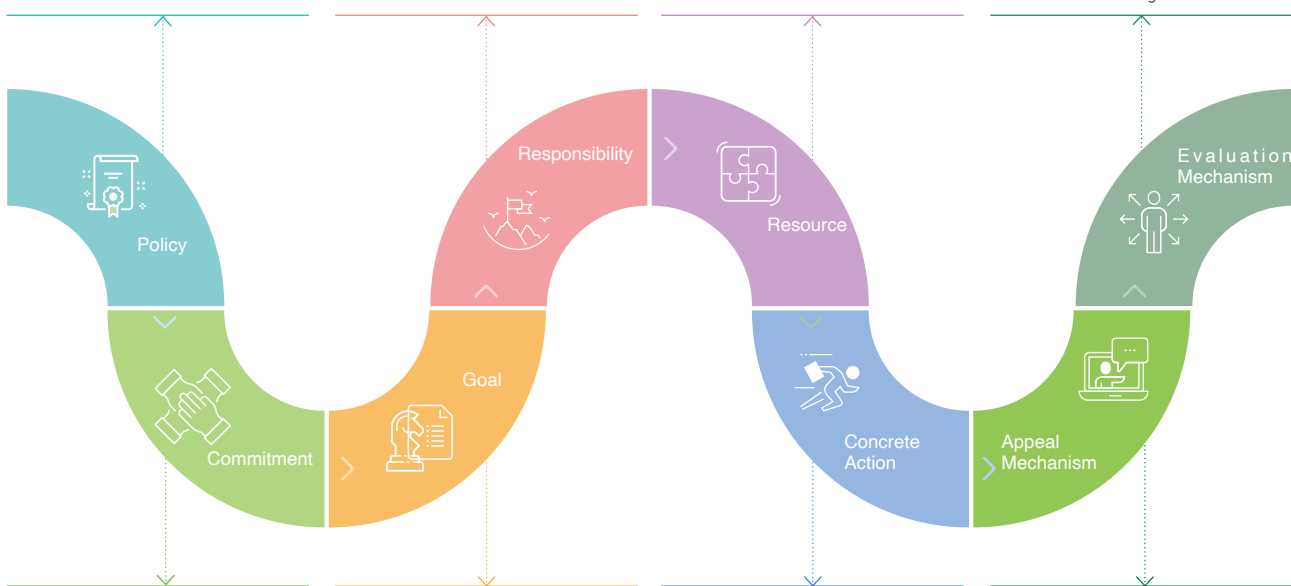 Policy
Commitment
Goal
Responsibility
Resource
Concrete
Action
Appeal
Mechanism
Evaluation
Mechanism